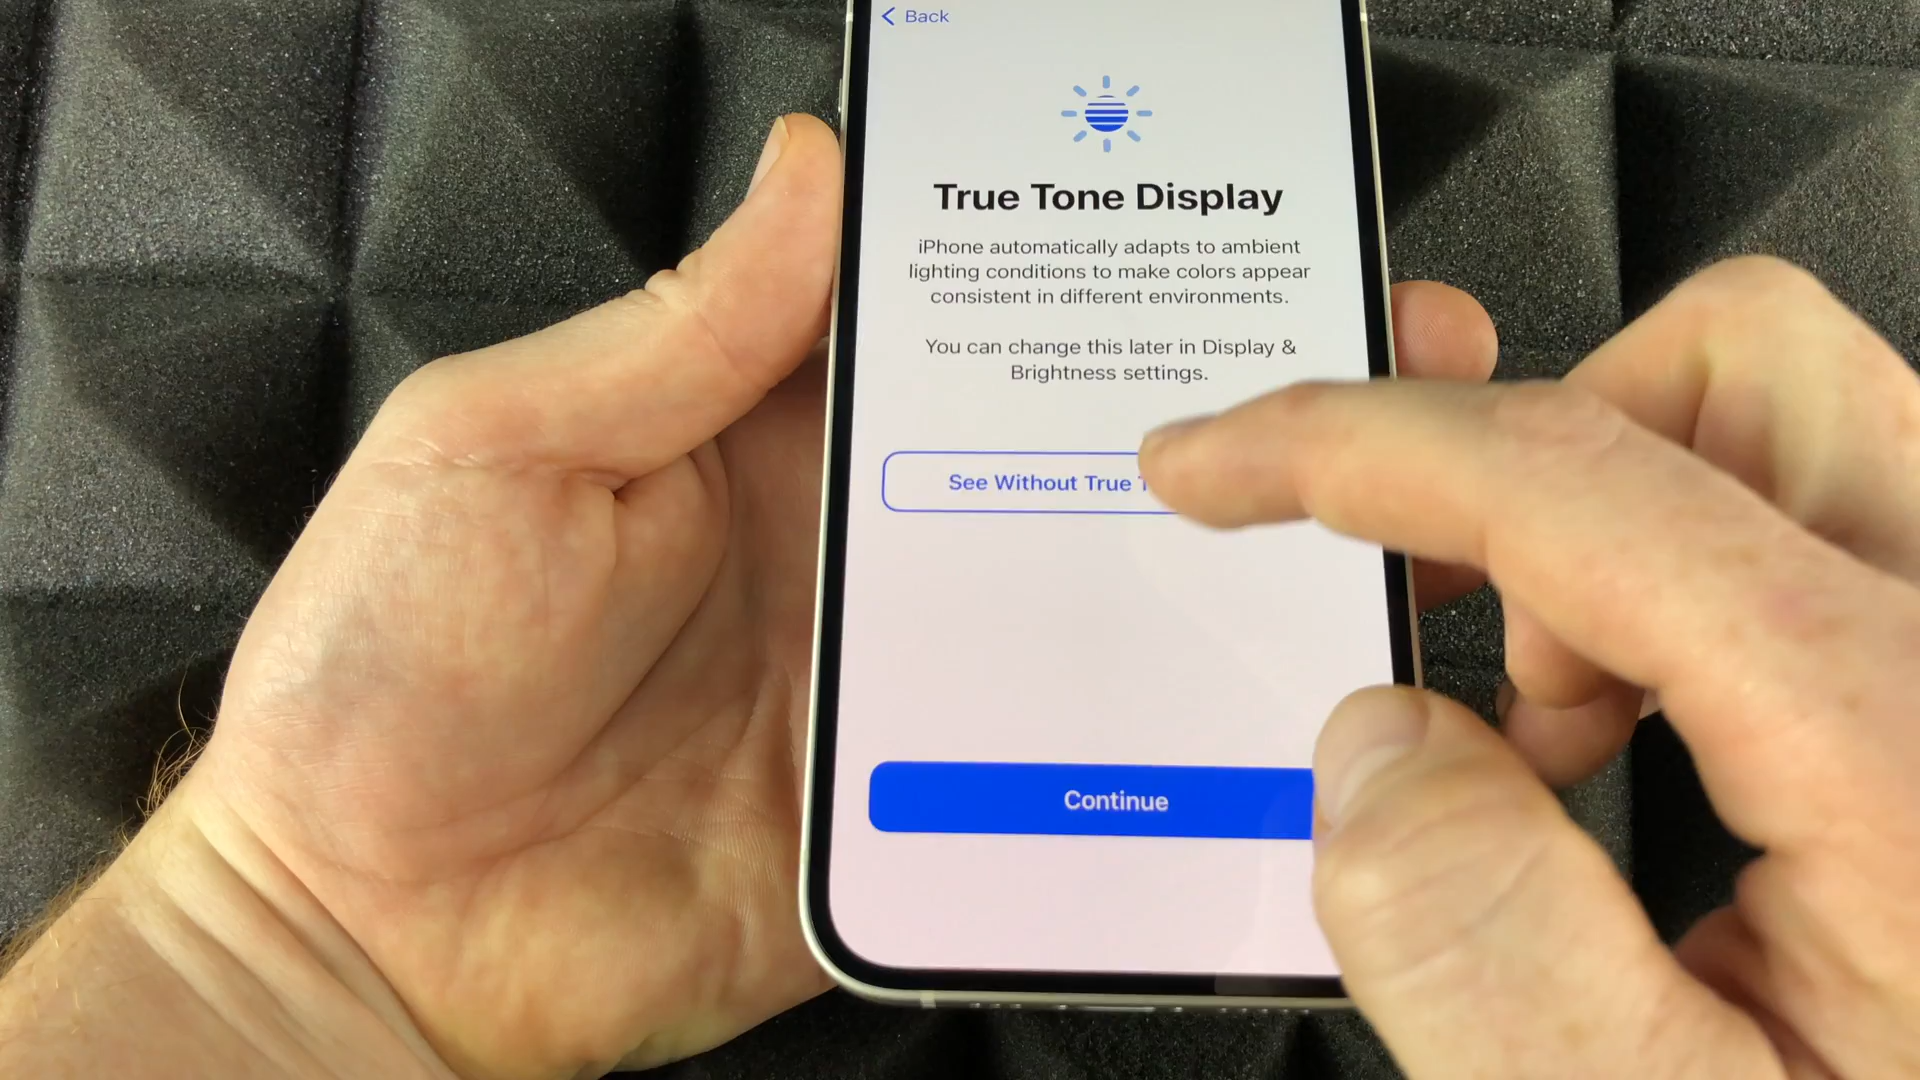 Back
True Tone Display
iPhone automatically adapts to ambient
lighting conditions to make colors appear
consistent in different environments.
You can change this later in Display &
Brightness settings.
See Without True
Continue